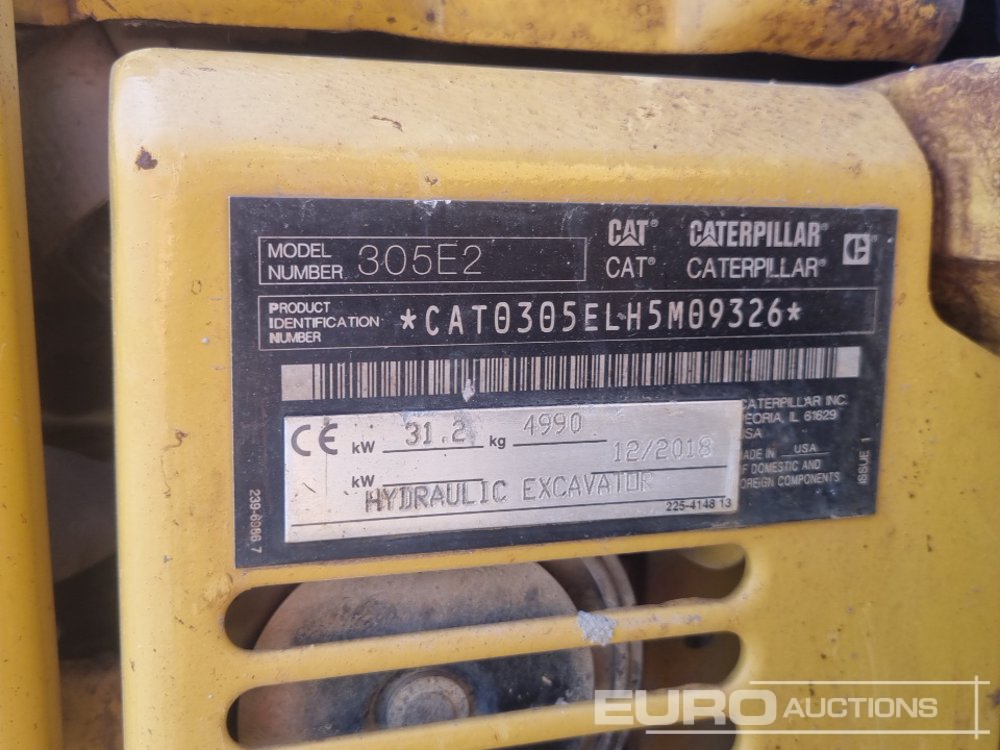 MODEL NUMBER 305E2
CAT® CATERPILLAR®
CAT® CATERPILLAR®
PRODUCT IDENTIFICATION NUMBER *CAT0305ELH5M09326*
CATERPILLAR INC.
PEORIA, IL 61629
USA
MADE IN USA
OF DOMESTIC AND
FOREIGN COMPONENTS
ISSUE 1
CE kW 31.2 kg 4990
12/2018
kW
HYDRAULIC EXCAVATOR
225-4148 13
239-6986 7
EURO AUCTIONS